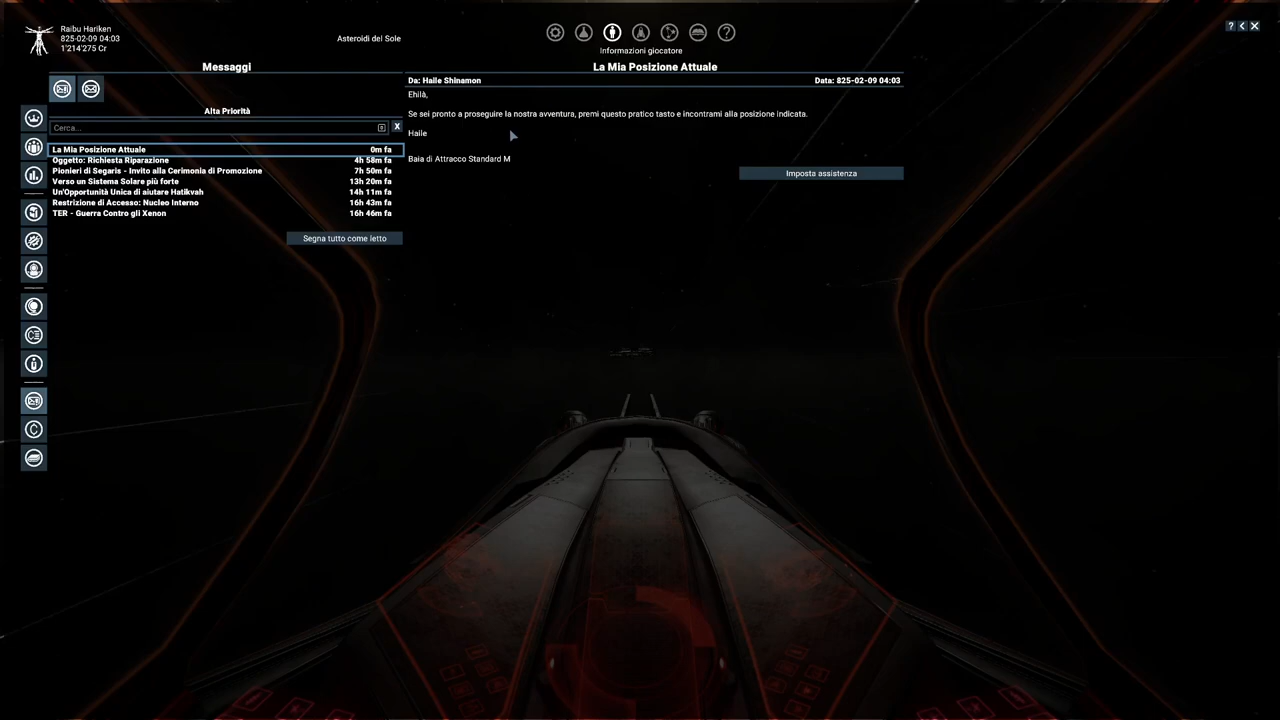 Raibu Hariken
825-02-09 04:03
1'214'275 Cr
Asteroidi del Sole
Informazioni giocatore
Messaggi
Alta Priorità
Cerca...
X
La Mia Posizione Attuale 0m fa
Oggetto: Richiesta Riparazione 4h 58m fa
Pionieri di Segaris - Invito alla Cerimonia di Promozione 7h 50m fa
Verso un Sistema Solare più forte 13h 20m fa
Un'Opportunità Unica di aiutare Hatikvah 14h 11m fa
Restrizione di Accesso: Nucleo Interno 16h 43m fa
TER - Guerra Contro gli Xenon 16h 46m fa
Segna tutto come letto
La Mia Posizione Attuale
Da: Haile Shinamon Data: 825-02-09 04:03
Ehilà,
Se sei pronto a proseguire la nostra avventura, premi questo pratico tasto e incontrami alla posizione indicata.
Haile
Baia di Attracco Standard M
Imposta assistenza